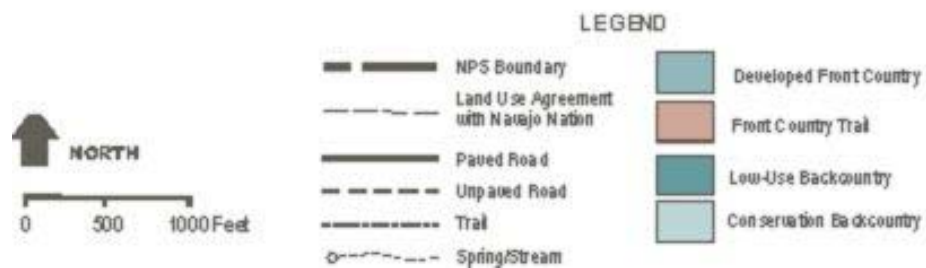 LEGEND
NPS Boundary
Land Use Agreement
with Navajo Nation
Paved Road
Unpaved Road
Trail
Spring/Stream
Developed Front Country
Front Country Trail
Low-Use Backcountry
Conservation Backcountry
NORTH
0 500 1000 Feet